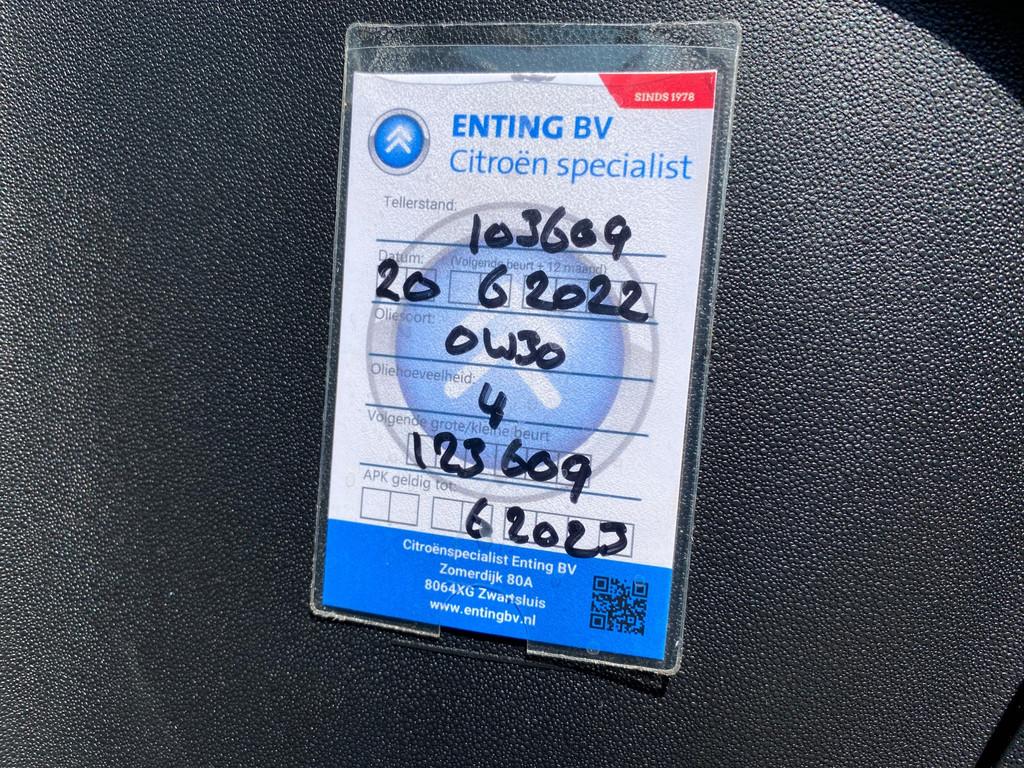 SINDS 1978
ENTING BV
Citroën specialist
Tellerstand:
103609
Datum: (Volgende beurt + 12 maand)
20 6 2022
Oliesoort:
0W30
Oliehoeveelheid:
4
Volgende grote/kleine beurt
123609
APK geldig tot:
6 2023
Citroënspecialist Enting BV
Zomerdijk 80A
8064XG Zwartsluis
www.entingbv.nl